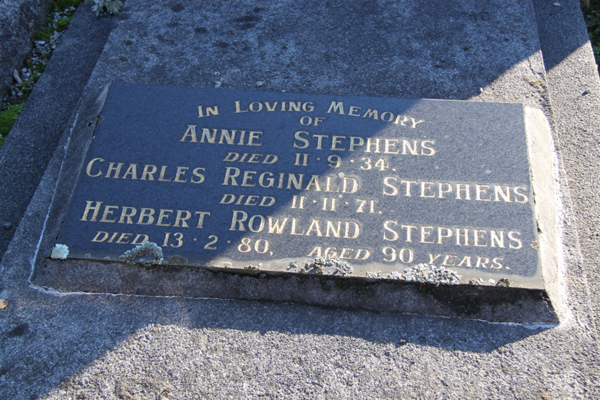 In Loving Memory
OF
Annie Stephens
DIED 11·9·34.
Charles Reginald Stephens
DIED 11·11·71.
Herbert Rowland Stephens
DIED 13·2·80, AGED 90 YEARS.